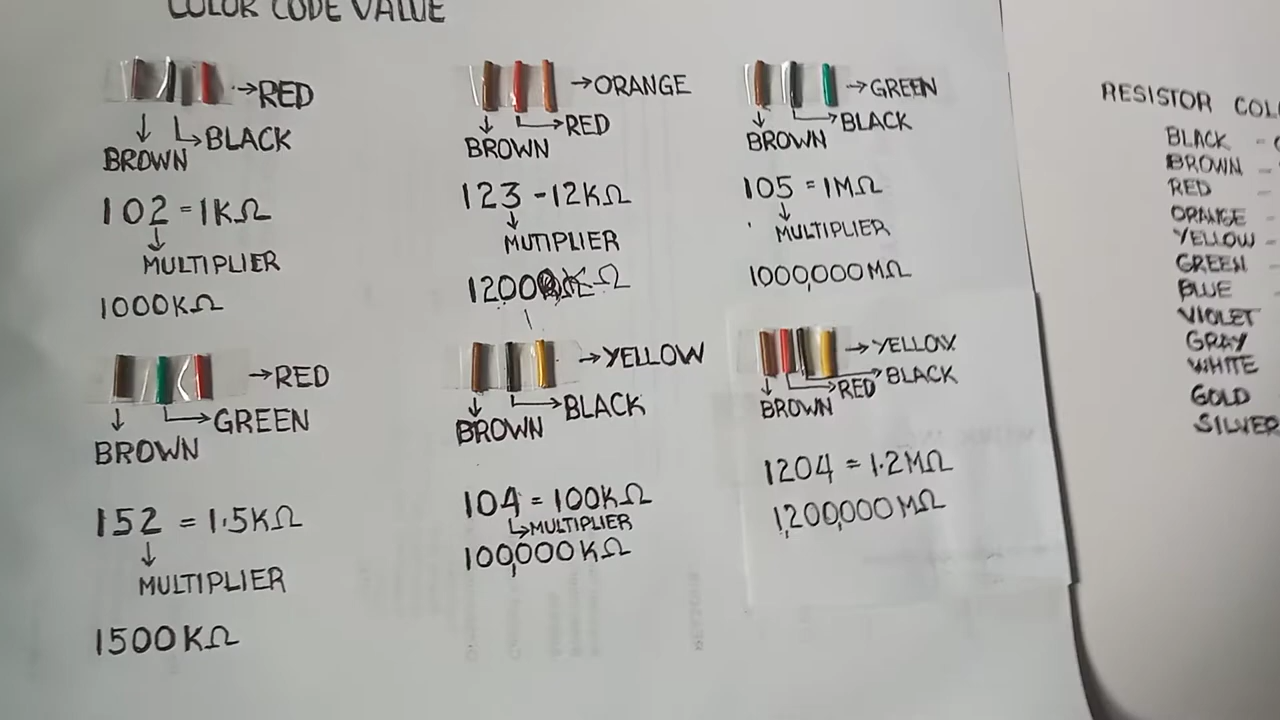 COLOR CODE VALUE
→RED
BLACK
BROWN
102 = 1KΩ
MULTIPLIER
1000KΩ
→ORANGE
RED
BROWN
123 - 12KΩ
MUTIPLIER
1200
→GREEN
BLACK
BROWN
105 = 1MΩ
MULTIPLIER
1000,000MΩ
→RED
GREEN
BROWN
152 = 1.5KΩ
MULTIPLIER
1500KΩ
→YELLOW
BLACK
BROWN
104 = 100KΩ
MULTIPLIER
100,000KΩ
→YELLOW
BLACK
RED
BROWN
1204 = 1.2MΩ
1,200,000MΩ
RESISTOR
BLACK -
BROWN -
RED -
ORANGE -
YELLOW -
GREEN -
BLUE
VIOLET
GRAY
WHITE
GOLD
SILVER